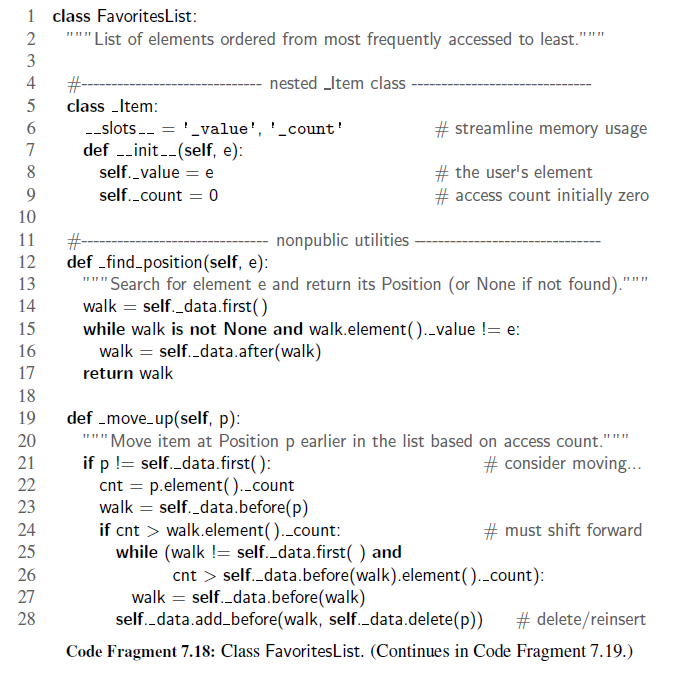 1 class FavoritesList:
2 """List of elements ordered from most frequently accessed to least."""
3
4 #------------------------------ nested _Item class ------------------------------
5 class _Item:
6 __slots__ = '_value', '_count' # streamline memory usage
7 def __init__(self, e):
8 self._value = e # the user's element
9 self._count = 0 # access count initially zero
10
11 #------------------------------- nonpublic utilities -------------------------------
12 def _find_position(self, e):
13 """Search for element e and return its Position (or None if not found)."""
14 walk = self._data.first()
15 while walk is not None and walk.element()._value != e:
16 walk = self._data.after(walk)
17 return walk
18
19 def _move_up(self, p):
20 """Move item at Position p earlier in the list based on access count."""
21 if p != self._data.first(): # consider moving...
22 cnt = p.element()._count
23 walk = self._data.before(p)
24 if cnt > walk.element()._count: # must shift forward
25 while (walk != self._data.first( ) and
26 cnt > self._data.before(walk).element()._count):
27 walk = self._data.before(walk)
28 self._data.add_before(walk, self._data.delete(p)) # delete/reinsert
Code Fragment 7.18: Class FavoritesList. (Continues in Code Fragment 7.19.)